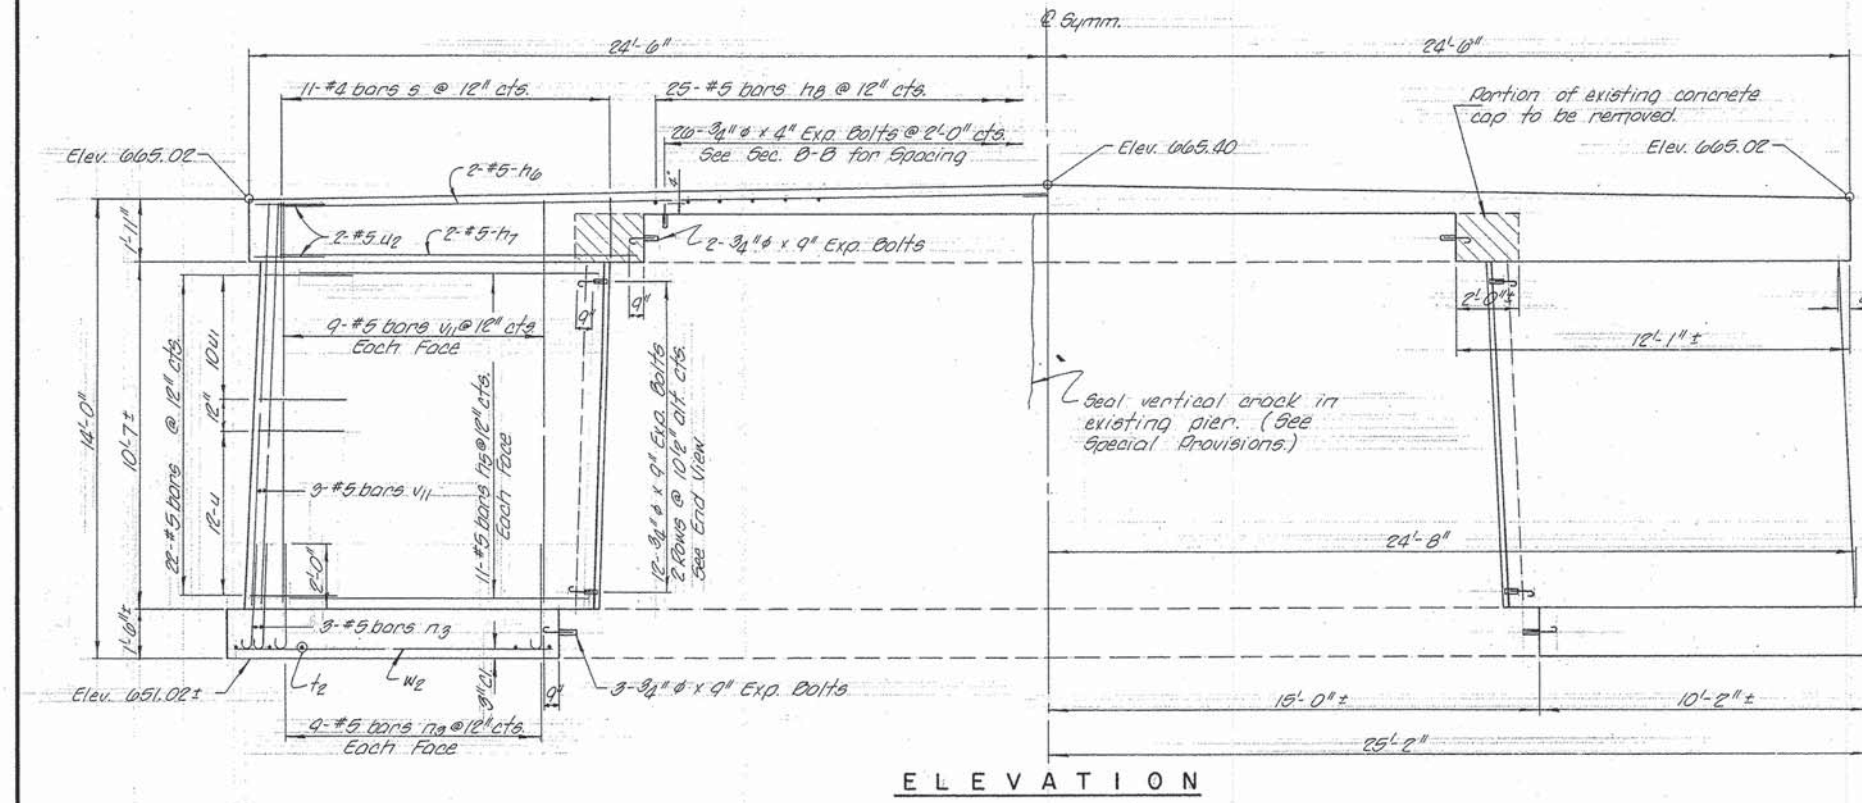 ℄ Symm.
24'-6"
24'-6"
11-#4 bars s @ 12" cts.
25-#5 bars h8 @ 12" cts.
Portion of existing concrete
cap to be removed.
26-3/4" ϕ x 4" Exp. Bolts @ 2'-0" cts.
See Sec. B-B for Spacing
Elev. 665.02
Elev. 665.40
Elev. 665.02
2-#5-h6
4"
1'-11"
2-#5 u2
2-#5-h7
2-3/4" ϕ x 9" Exp. Bolts
9"
9"
2'-0"±
12'-1"±
9-#5 bars v11 @ 12" cts.
Each Face
22-#5 bars @ 12" cts.
10u1
12"
12-u
14'-0"
10'-7±
11-#5 bars h5 @ 12" cts.
Each Face
12-3/4" ϕ x 9" Exp. Bolts
2 Rows @ 10 1/2" alt. cts.
See End View
Seal vertical crack in
existing pier. (See
Special Provisions.)
3-#5 bars v11
2'-0"
24'-8"
1'-6"±
3-#5 bars n3
Elev. 651.02±
t2
w2
3" cl.
9"
3-3/4" ϕ x 9" Exp. Bolts
15'-0"±
10'-2"±
9-#5 bars n3 @ 12" cts.
Each Face
25'-2"
ELEVATION